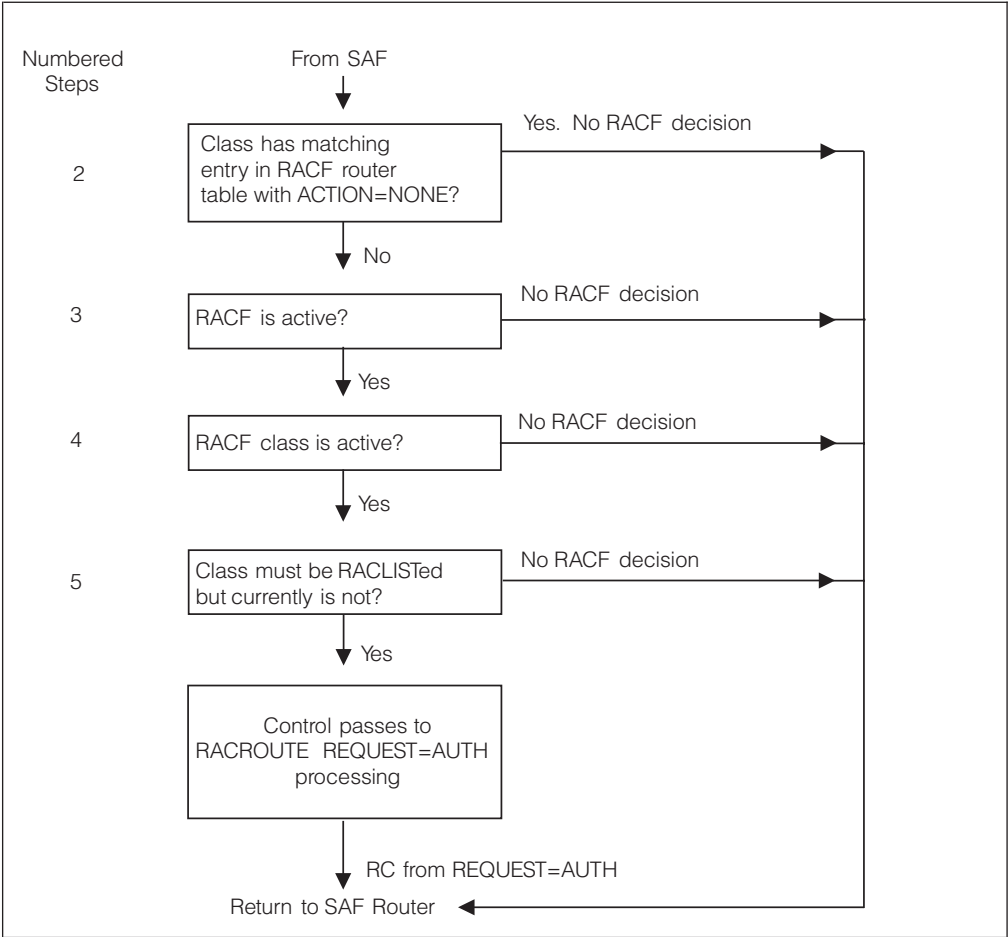 Numbered
Steps
From SAF
Yes. No RACF decision
2
Class has matching
entry in RACF router
table with ACTION=NONE?
No
No RACF decision
3
RACF is active?
Yes
No RACF decision
4
RACF class is active?
Yes
No RACF decision
5
Class must be RACLISTed
but currently is not?
Yes
Control passes to
RACROUTE REQUEST=AUTH
processing
RC from REQUEST=AUTH
Return to SAF Router